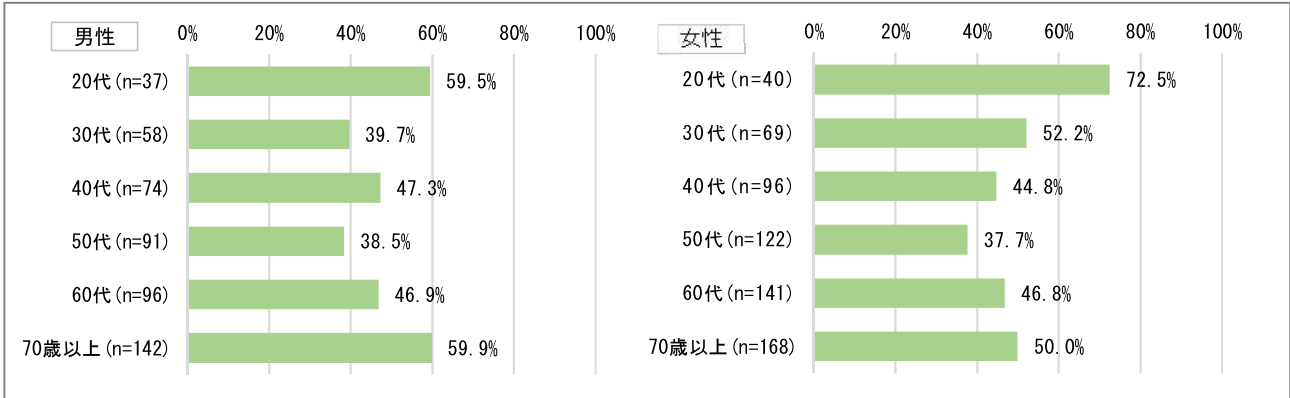 男性
0% 20% 40% 60% 80% 100%
20代(n=37) 59.5%
30代(n=58) 39.7%
40代(n=74) 47.3%
50代(n=91) 38.5%
60代(n=96) 46.9%
70歳以上(n=142) 59.9%
女性
0% 20% 40% 60% 80% 100%
20代(n=40) 72.5%
30代(n=69) 52.2%
40代(n=96) 44.8%
50代(n=122) 37.7%
60代(n=141) 46.8%
70歳以上(n=168) 50.0%